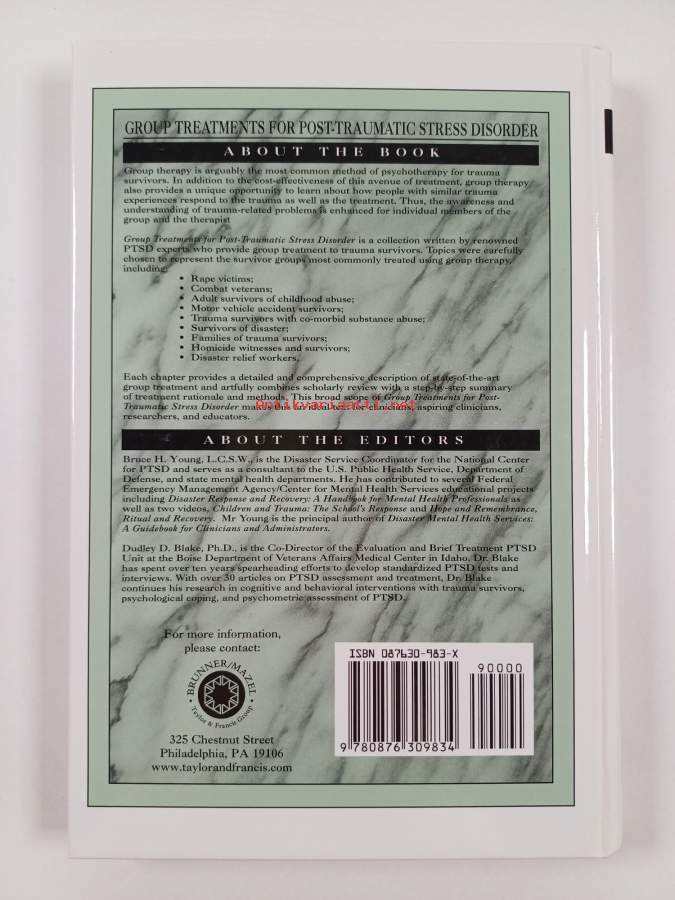 GROUP TREATMENTS FOR POST-TRAUMATIC STRESS DISORDER
ABOUT THE BOOK
Group therapy is arguably the most common method of psychotherapy for trauma
survivors. In addition to the cost-effectiveness of this avenue of treatment, group therapy
also provides a unique opportunity to learn about how people with similar trauma
experiences respond to the trauma as well as the treatment. Thus, the awareness and
understanding of trauma-related problems is enhanced for individual members of the
group and the therapist
Group Treatments for Post-Traumatic Stress Disorder is a collection written by renowned
PTSD experts who provide group treatment to trauma survivors. Topics were carefully
chosen to represent the survivor groups most commonly treated using group therapy,
including:
• Rape victims;
• Combat veterans;
• Adult survivors of childhood abuse;
• Motor vehicle accident survivors;
• Trauma survivors with co-morbid substance abuse;
• Survivors of disaster;
• Families of trauma survivors;
• Homicide witnesses and survivors;
• Disaster relief workers.
Each chapter provides a detailed and comprehensive description of state-of-the-art
group treatment and artfully combines scholarly review with a step-by-step summary
of treatment rationale and methods. This broad scope of Group Treatments for Post-
Traumatic Stress Disorder makes this an ideal text for clinicians, aspiring clinicians,
antikvariaatti.net
researchers, and educators.
ABOUT THE EDITORS
Bruce H. Young, L.C.S.W., is the Disaster Service Coordinator for the National Center
for PTSD and serves as a consultant to the U.S. Public Health Service, Department of
Defense, and state mental health departments. He has contributed to several Federal
Emergency Management Agency/Center for Mental Health Services educational projects
including Disaster Response and Recovery: A Handbook for Mental Health Professionals as
well as two videos, Children and Trauma: The School's Response and Hope and Remembrance,
Ritual and Recovery. Mr Young is the principal author of Disaster Mental Health Services:
A Guidebook for Clinicians and Administrators.
Dudley D. Blake, Ph.D., is the Co-Director of the Evaluation and Brief Treatment PTSD
Unit at the Boise Department of Veterans Affairs Medical Center in Idaho. Dr. Blake
has spent over ten years spearheading efforts to develop standardized PTSD tests and
interviews. With over 30 articles on PTSD assessment and treatment, Dr. Blake
continues his research in cognitive and behavioral interventions with trauma survivors,
psychological coping, and psychometric assessment of PTSD.
For more information,
please contact:
BRUNNER/MAZEL
Taylor & Francis Group
325 Chestnut Street
Philadelphia, PA 19106
www.taylorandfrancis.com
ISBN 087630-983-X
90000
9 780876 309834